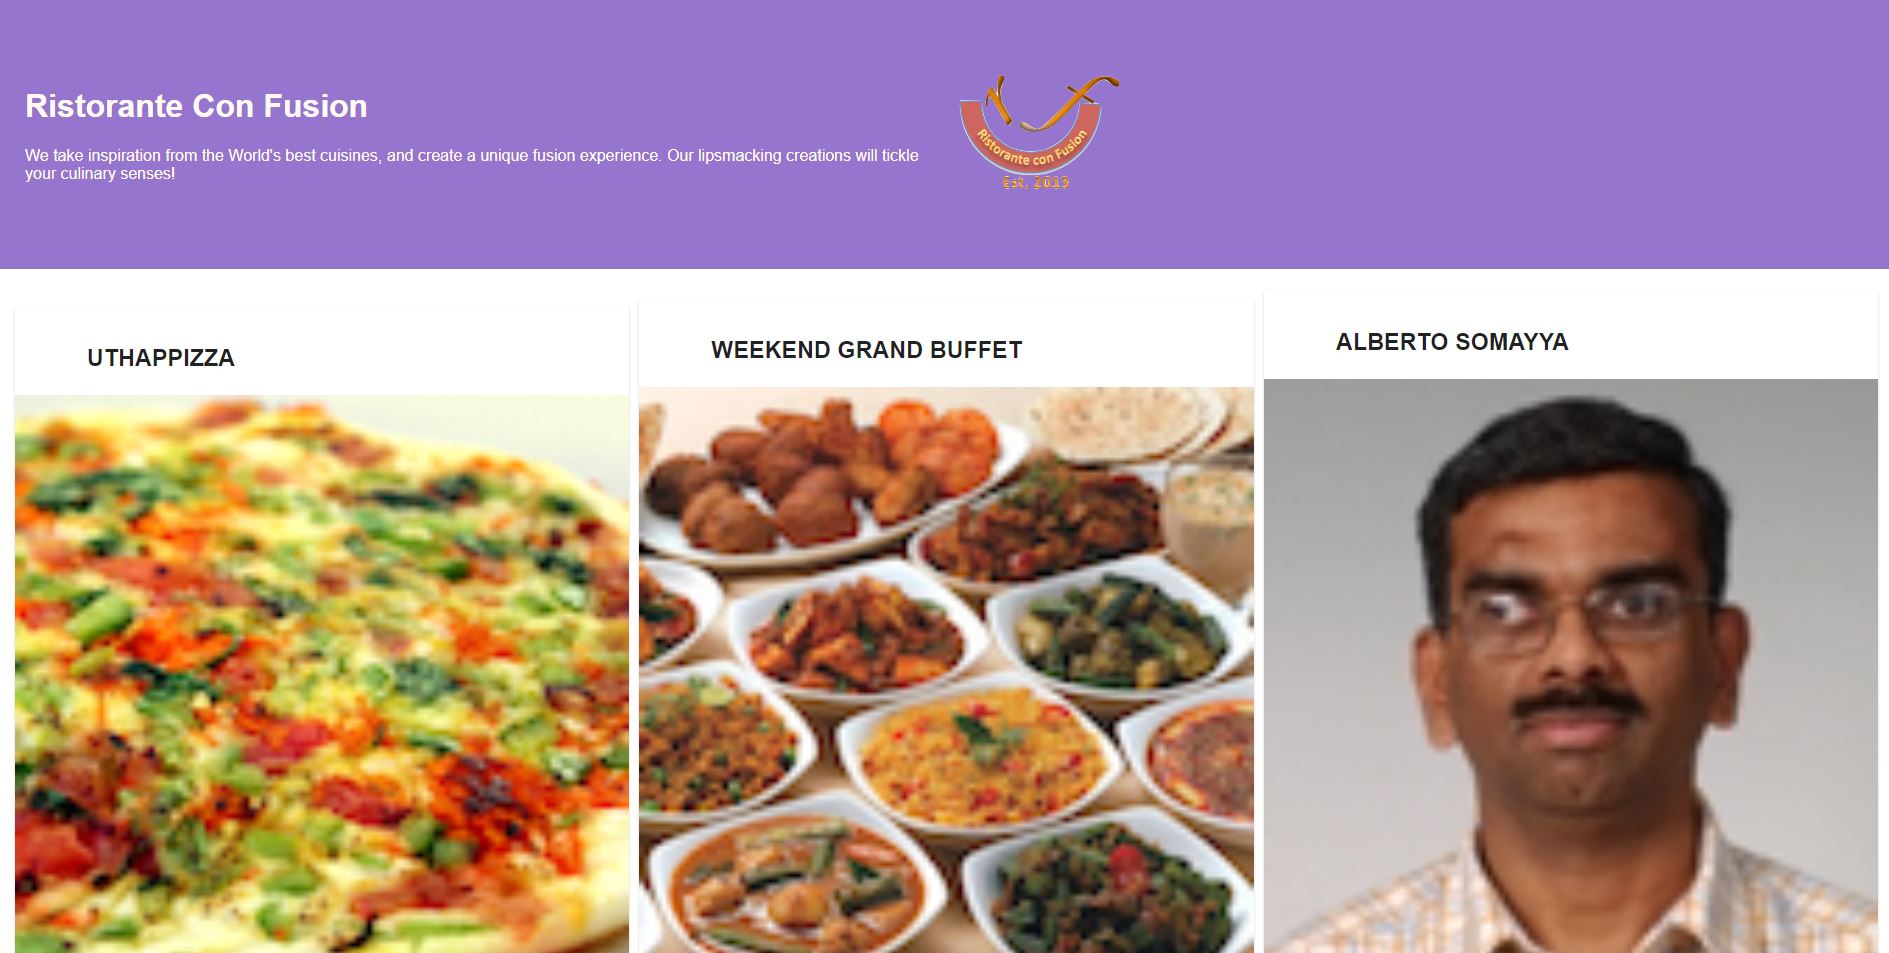 Ristorante Con Fusion
We take inspiration from the World's best cuisines, and create a unique fusion experience. Our lipsmacking creations will tickle
your culinary senses!
Ristorante con Fusion
Est. 2019
UTHAPPIZZA
WEEKEND GRAND BUFFET
ALBERTO SOMAYYA